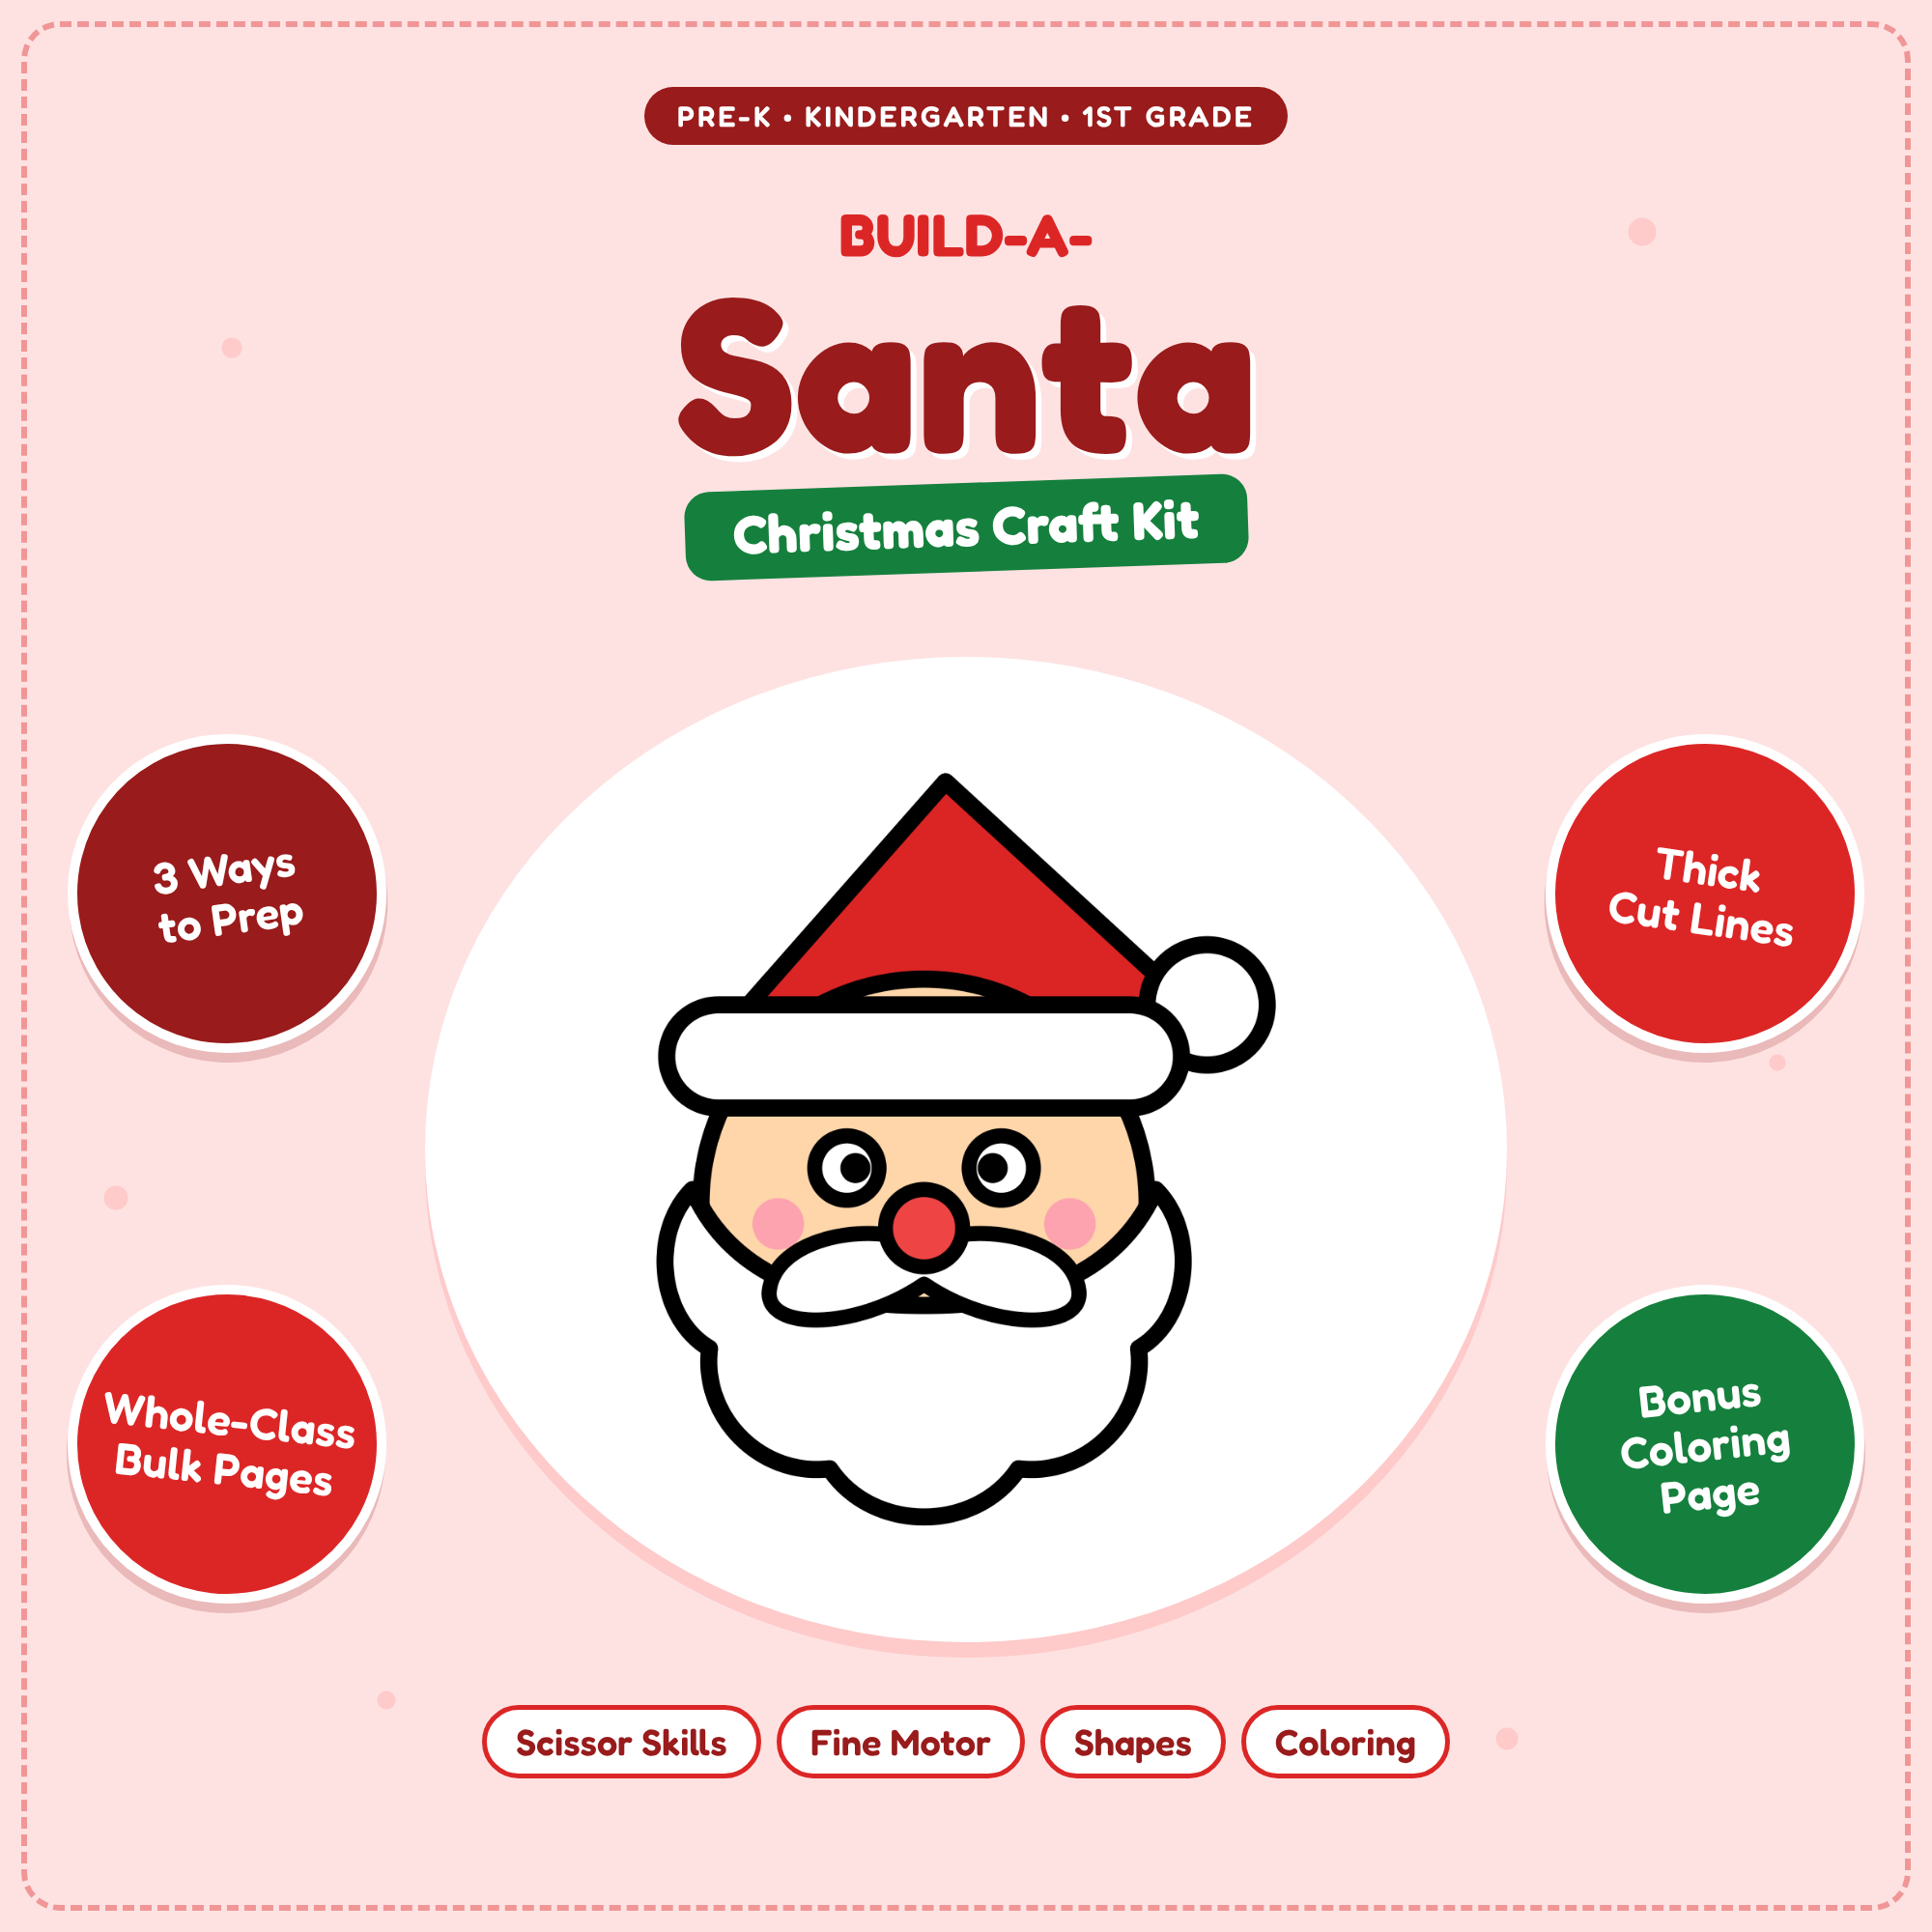 PRE-K • KINDERGARTEN • 1ST GRADE
BUILD-A-
Santa
Christmas Craft Kit
3 Ways
to Prep
Thick
Cut Lines
Whole-Class
Bulk Pages
Bonus
Coloring
Page
Scissor Skills
Fine Motor
Shapes
Coloring